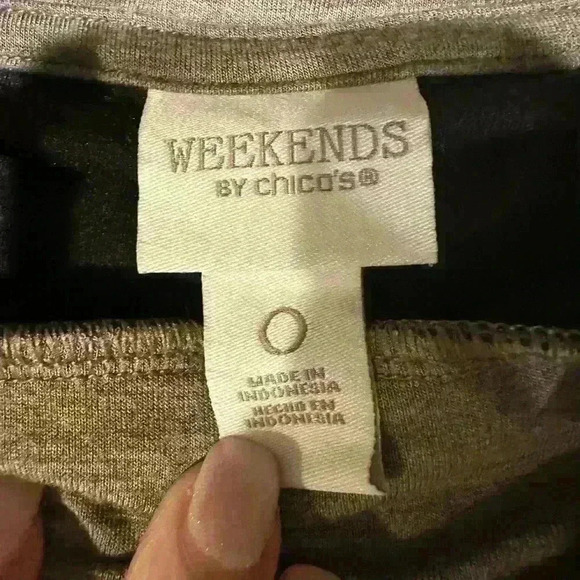 WEEKENDS
BY chico's®
0
MADE IN
INDONESIA
HECHO EN
INDONESIA